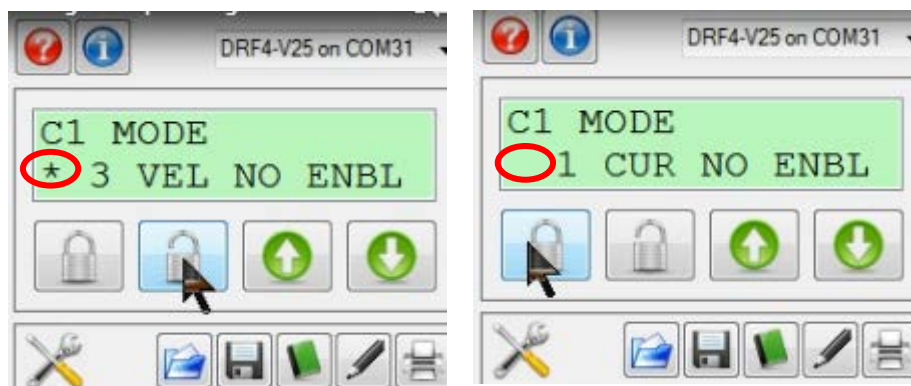 DRF4-V25 on COM31
C1 MODE
* 3 VEL NO ENBL
DRF4-V25 on COM31
C1 MODE
1 CUR NO ENBL